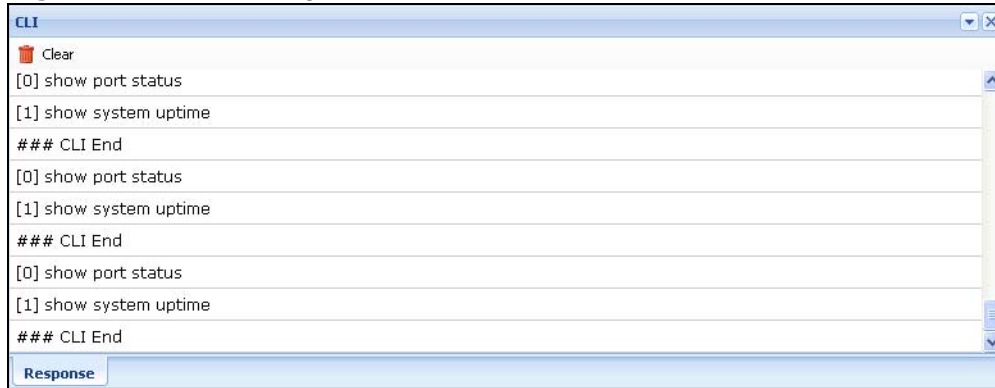 CLI
Clear
[0] show port status
[1] show system uptime
### CLI End
[0] show port status
[1] show system uptime
### CLI End
[0] show port status
[1] show system uptime
### CLI End
Response